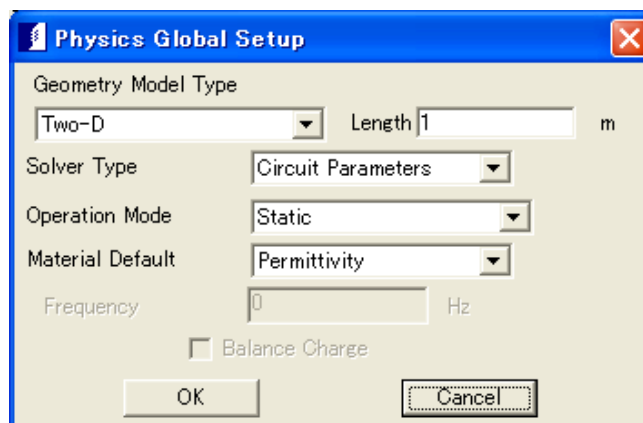 Physics Global Setup
Geometry Model Type
Two-D Length 1 m
Solver Type Circuit Parameters
Operation Mode Static
Material Default Permittivity
Frequency 0 Hz
Balance Charge
OK Cancel